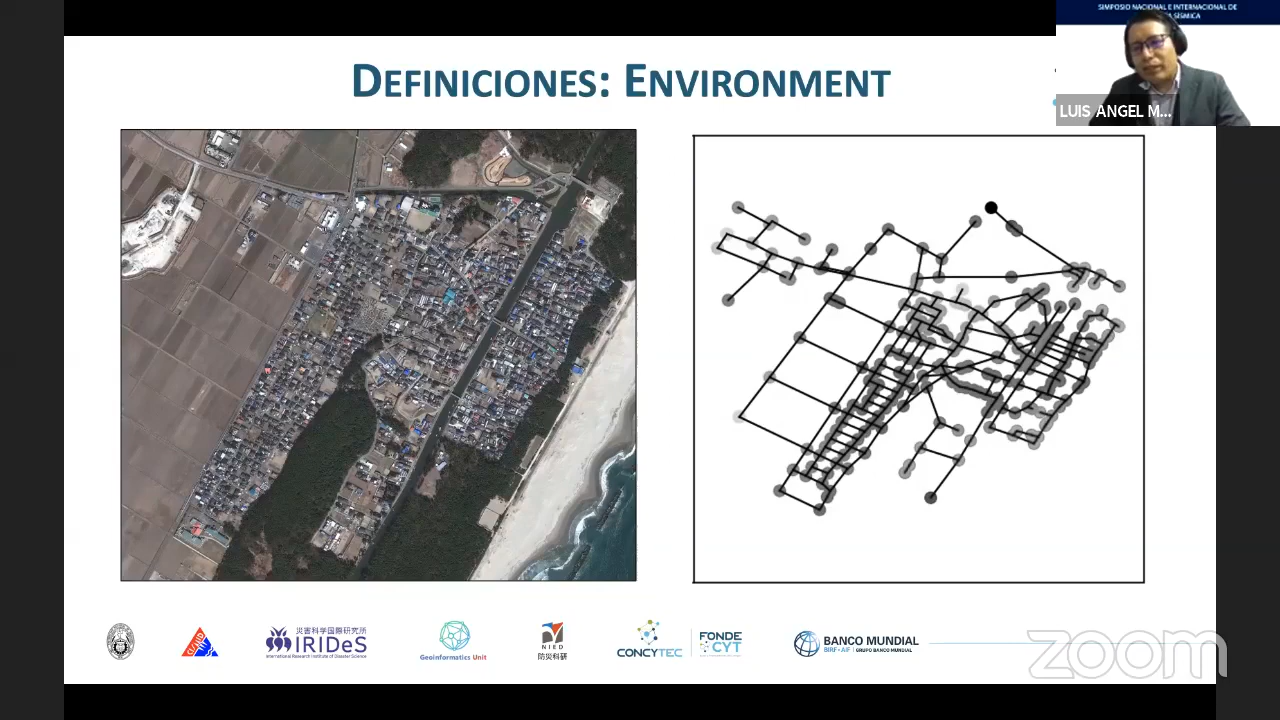 SIMPOSIO NACIONAL E INTERNACIONAL DE
SÍSMICA
DEFINICIONES: ENVIRONMENT
LUIS ANGEL M...
災害科学国際研究所
IRIDeS
International Research Institute of Disaster Science
Geoinformatics Unit
NIED
防災科研
CONCYTEC
FONDE
CYT
BANCO MUNDIAL
BIRF • AIF | GRUPO BANCO MUNDIAL
zoom